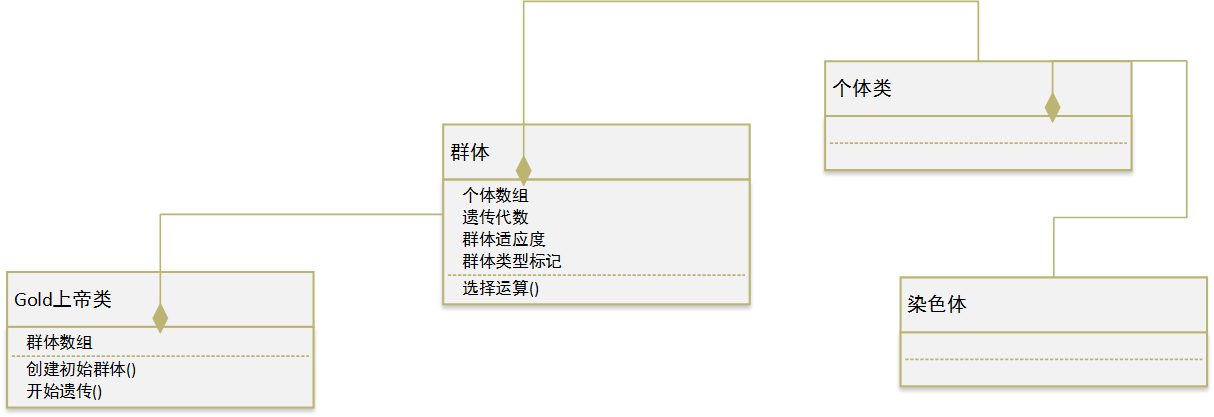 个体类
群体
个体数组
遗传代数
群体适应度
群体类型标记
选择运算()
Gold上帝类
群体数组
创建初始群体()
开始遗传()
染色体